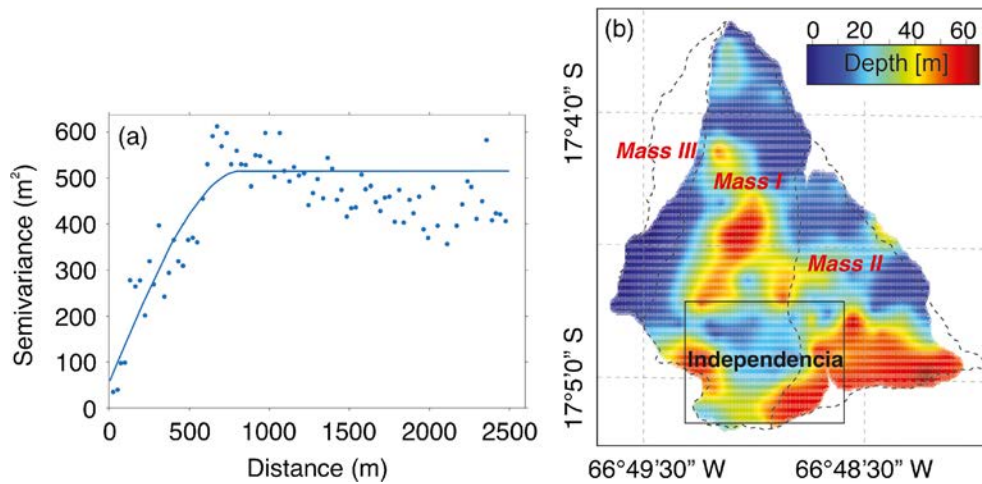 (a)
Semivariance (m²)
600
500
400
300
200
100
0
0 500 1000 1500 2000 2500
Distance (m)
(b)
0 20 40 60
Depth [m]
17°4'0" S
17°5'0" S
Mass III
Mass I
Mass II
Independencia
66°49'30" W 66°48'30" W